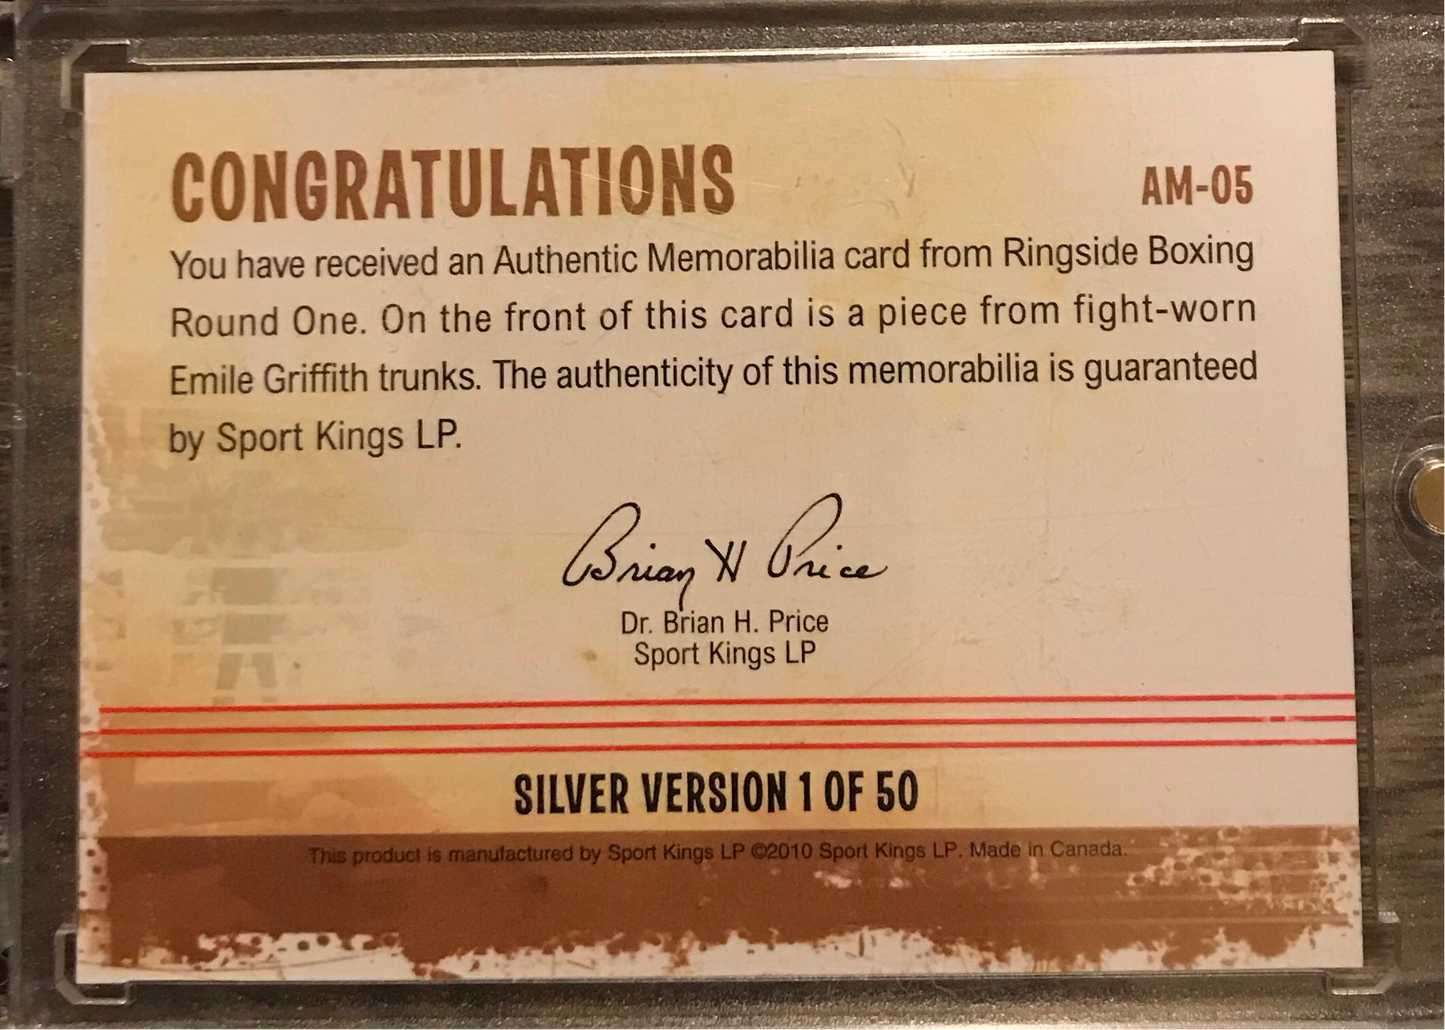 CONGRATULATIONS
AM-05
You have received an Authentic Memorabilia card from Ringside Boxing
Round One. On the front of this card is a piece from fight-worn
Emile Griffith trunks. The authenticity of this memorabilia is guaranteed
by Sport Kings LP.
Brian H Price
Dr. Brian H. Price
Sport Kings LP
SILVER VERSION 1 OF 50
This product is manufactured by Sport Kings LP ©2010 Sport Kings LP. Made in Canada.